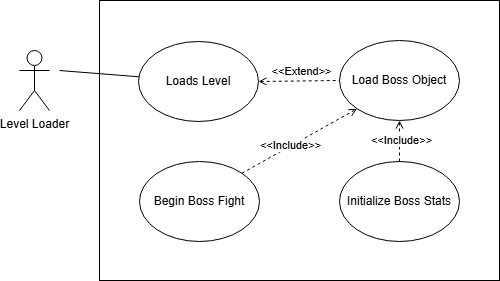 Loads Level
<<Extend>>
Load Boss Object
Level Loader
<<Include>>
<<Include>>
Begin Boss Fight
Initialize Boss Stats